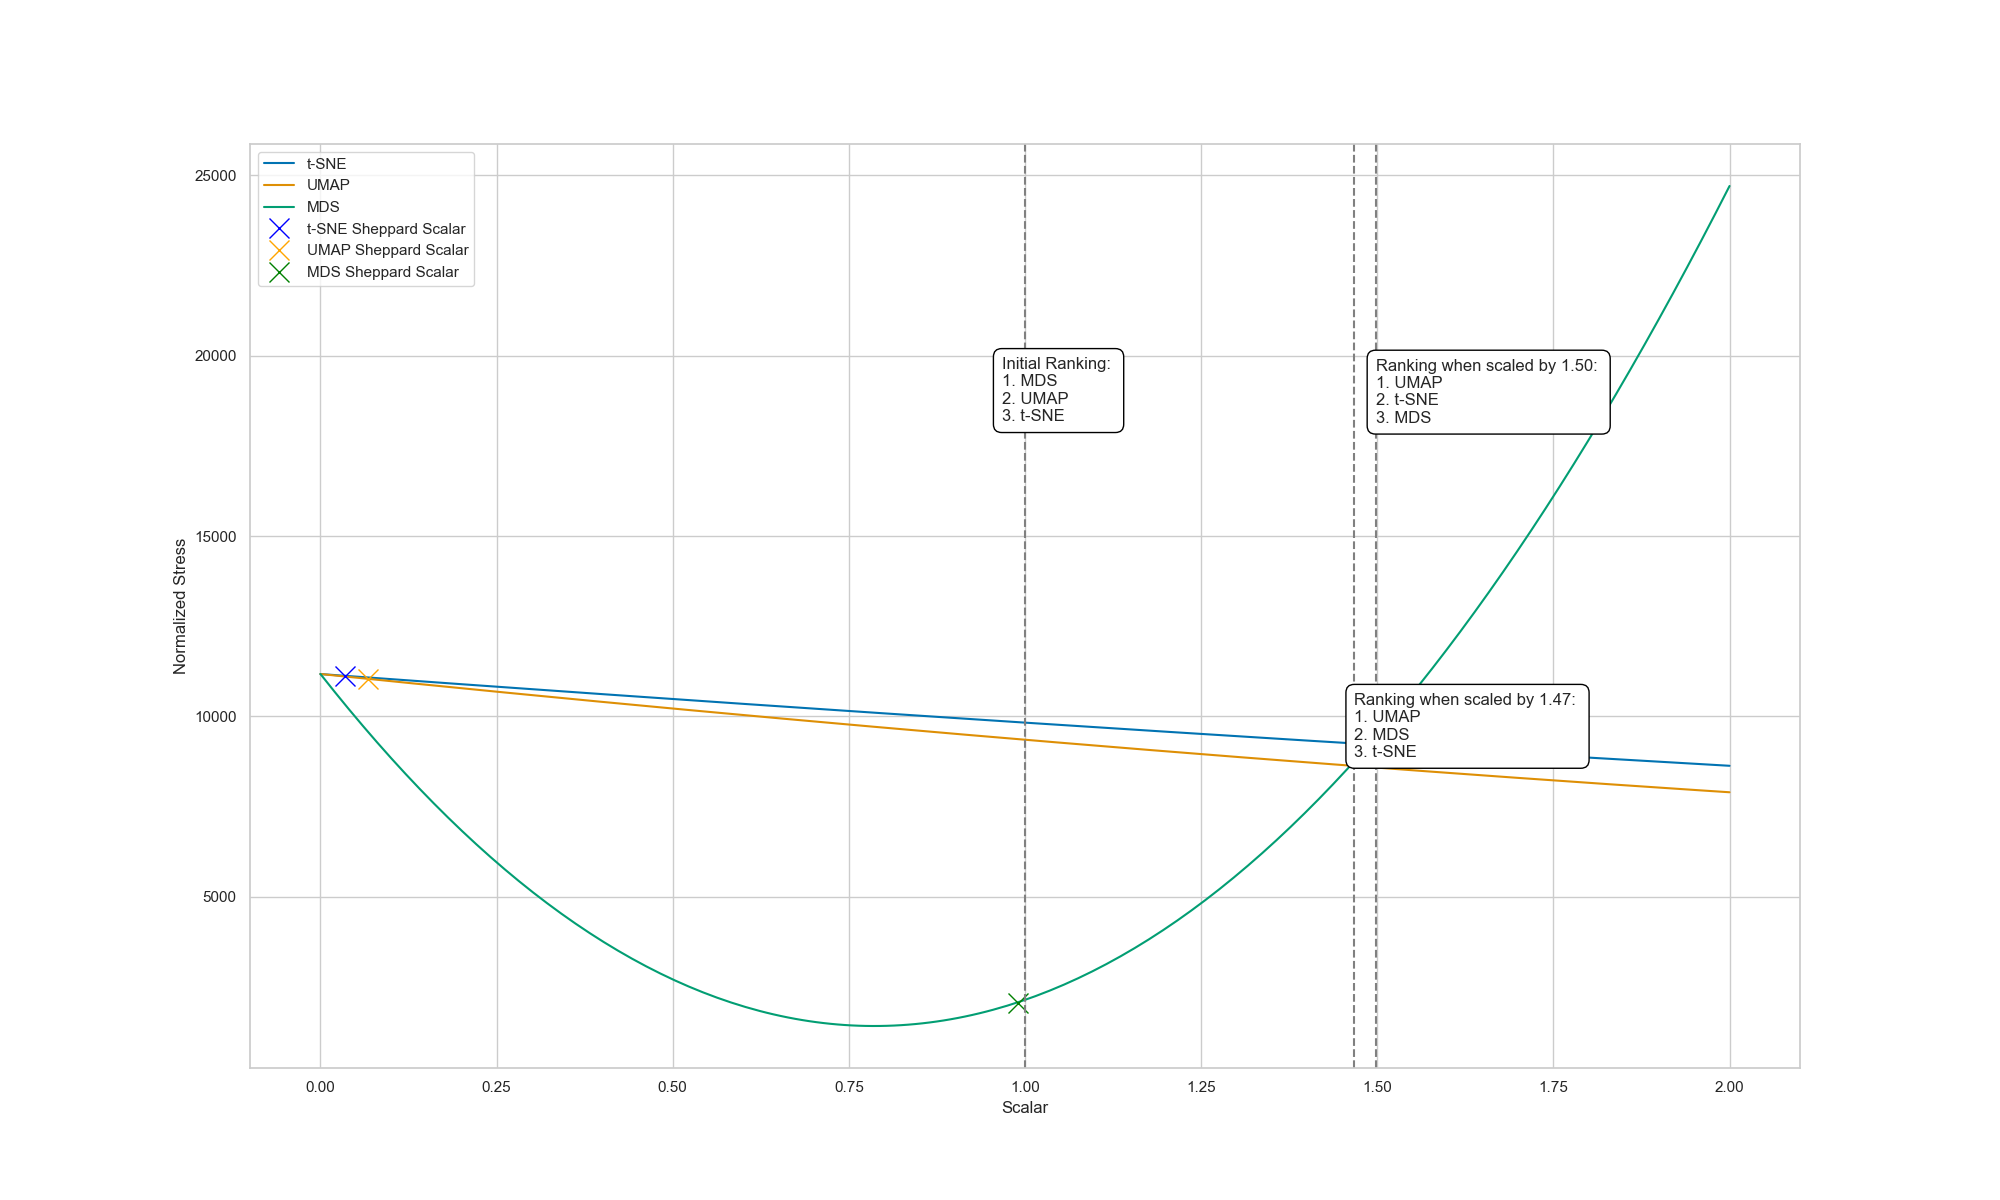 t-SNE
UMAP
MDS
t-SNE Sheppard Scalar
UMAP Sheppard Scalar
MDS Sheppard Scalar
25000
20000
15000
10000
5000
Normalized Stress
Initial Ranking:
1. MDS
2. UMAP
3. t-SNE
Ranking when scaled by 1.50:
1. UMAP
2. t-SNE
3. MDS
Ranking when scaled by 1.47:
1. UMAP
2. MDS
3. t-SNE
0.00 0.25 0.50 0.75 1.00 1.25 1.50 1.75 2.00
Scalar